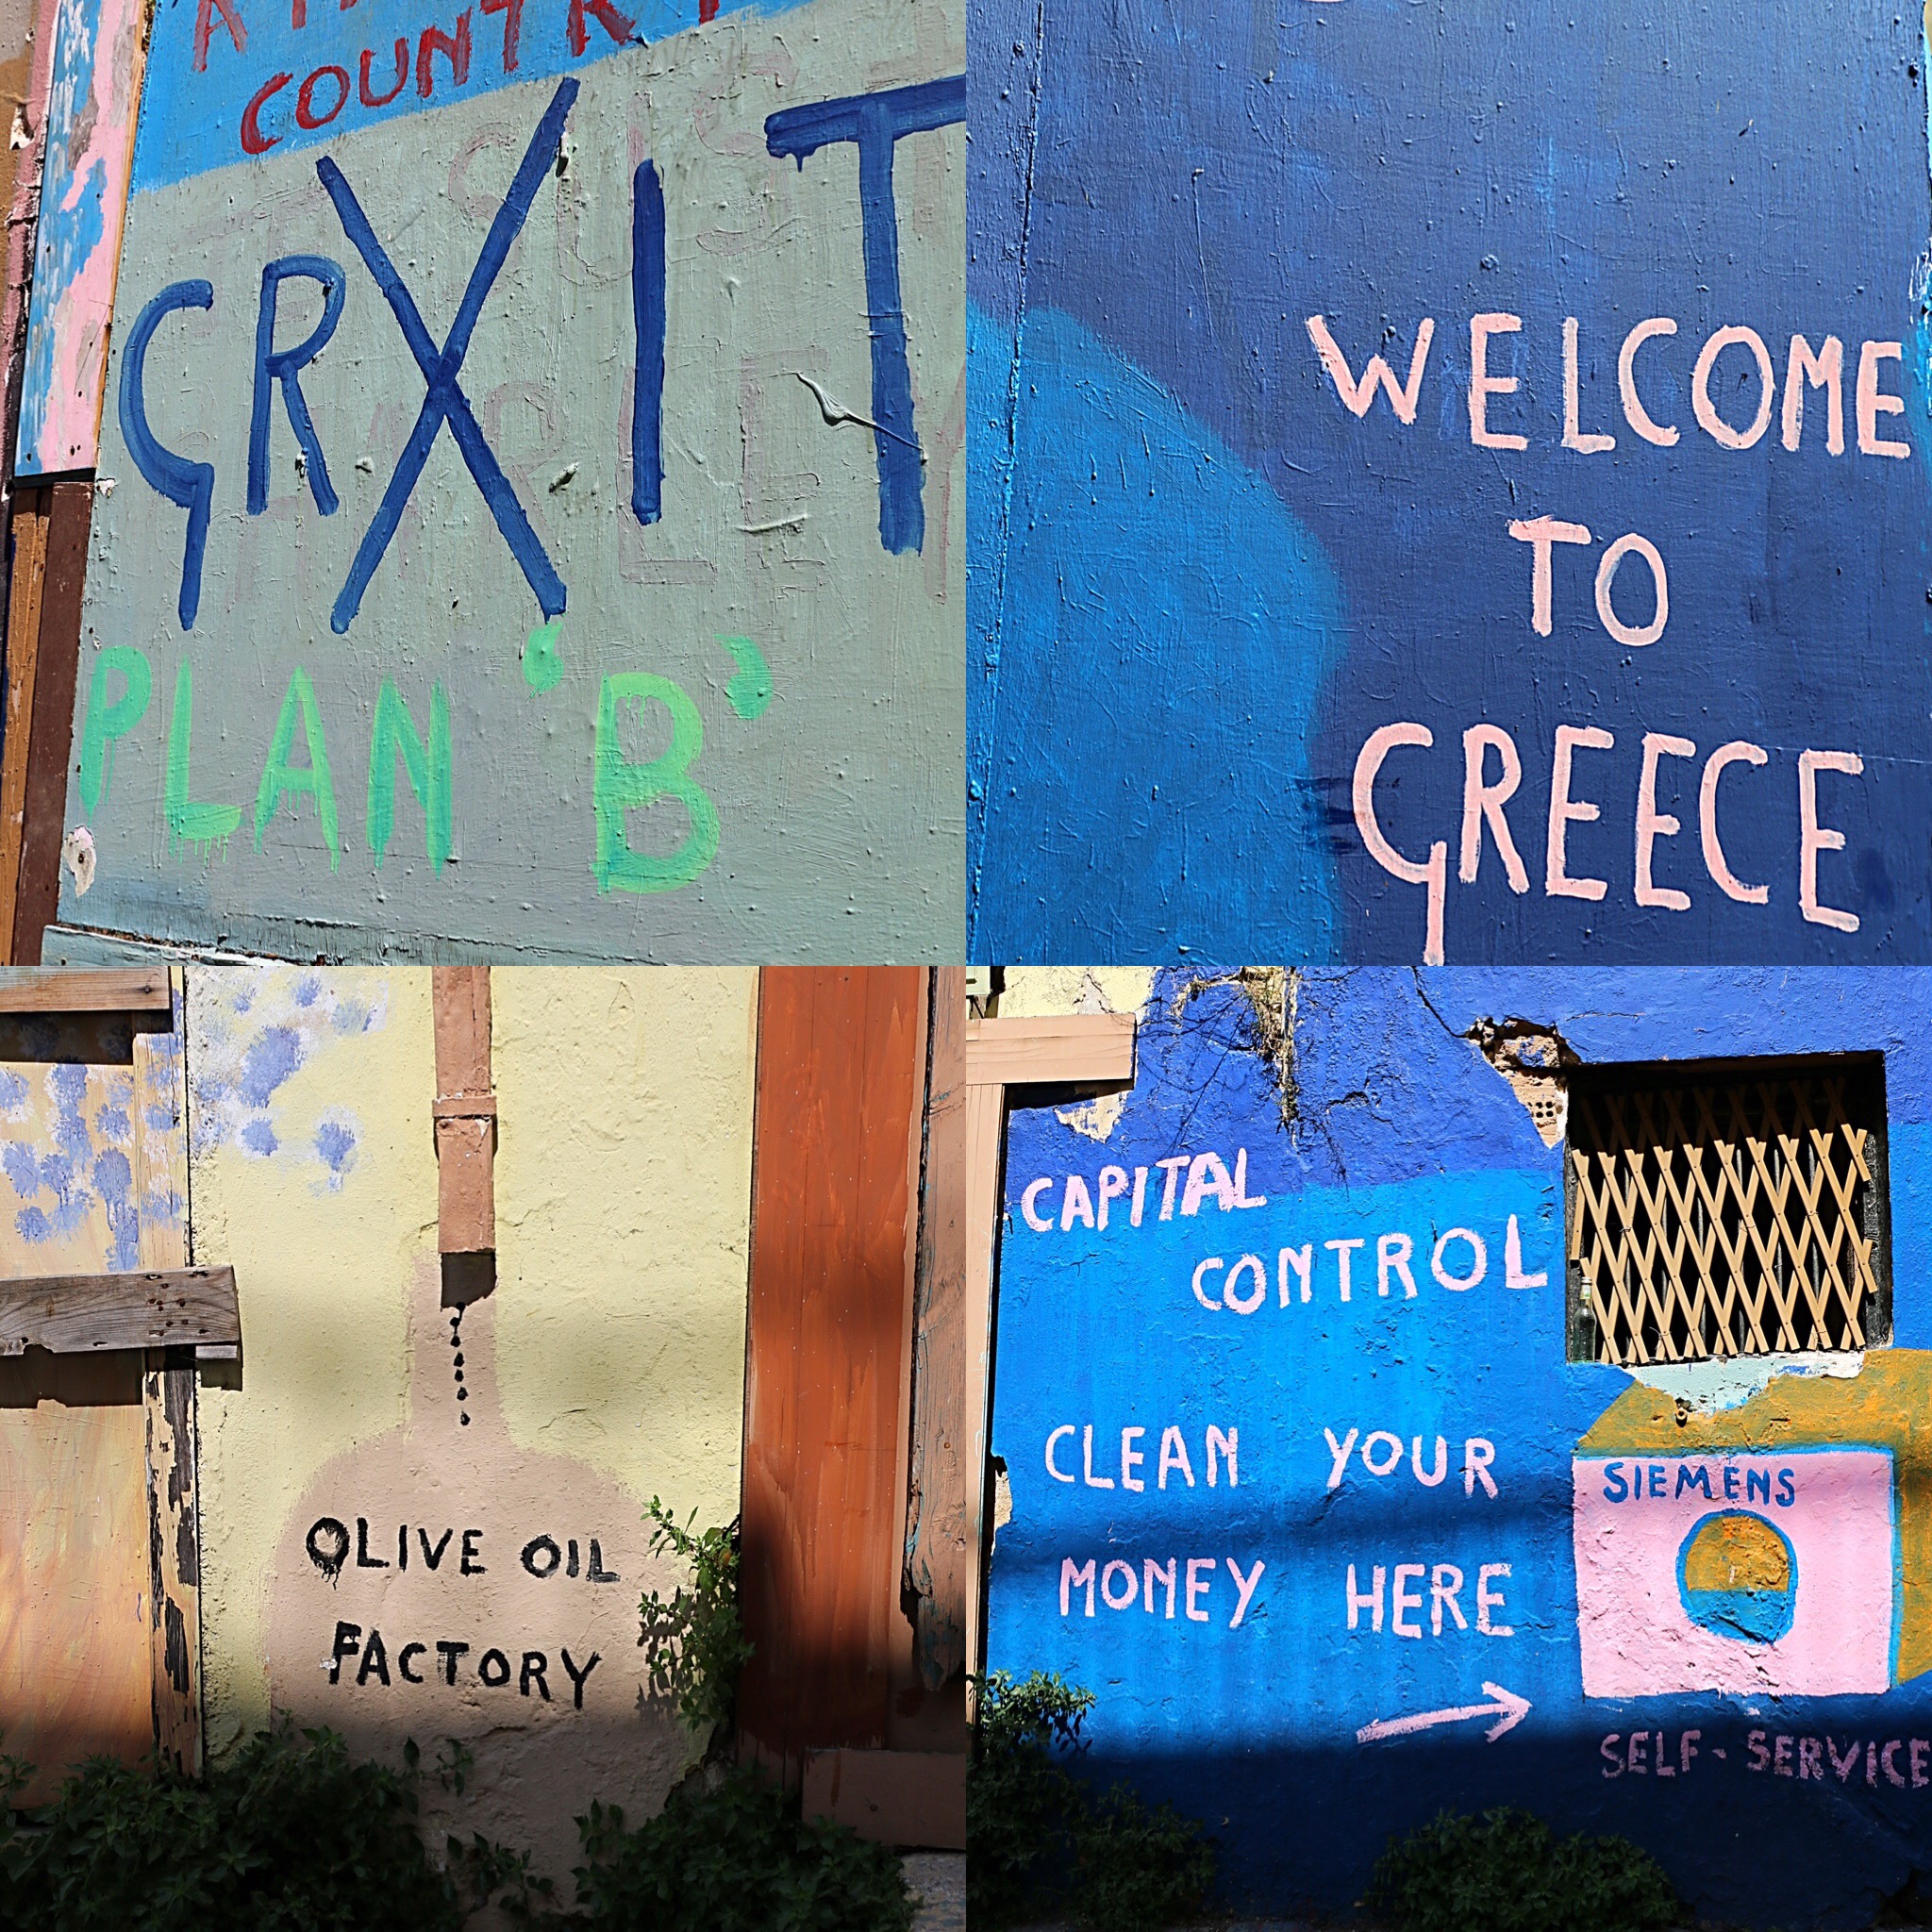 COUNTRY
GRXIT
PLAN 'B'
WELCOME
TO
GREECE
OLIVE OIL
FACTORY
CAPITAL
CONTROL
CLEAN YOUR
MONEY HERE
SIEMENS
SELF-SERVICE